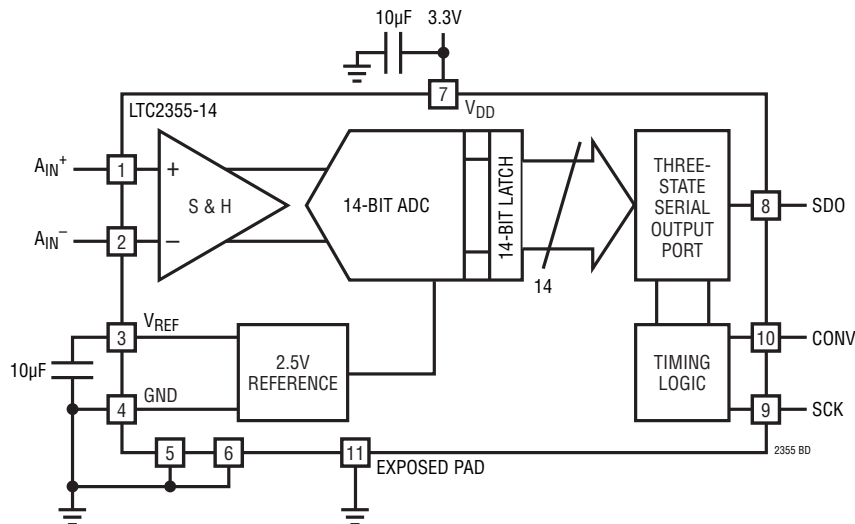 10µF 3.3V
7
LTC2355-14
VDD
AIN+ 1 +
S & H
14-BIT ADC
14-BIT LATCH
THREE-
STATE
SERIAL
OUTPUT
PORT
8 SDO
AIN− 2 –
14
3 VREF
10µF
2.5V
REFERENCE
TIMING
LOGIC
10 CONV
4 GND
9 SCK
5 6 11 EXPOSED PAD
2355 BD